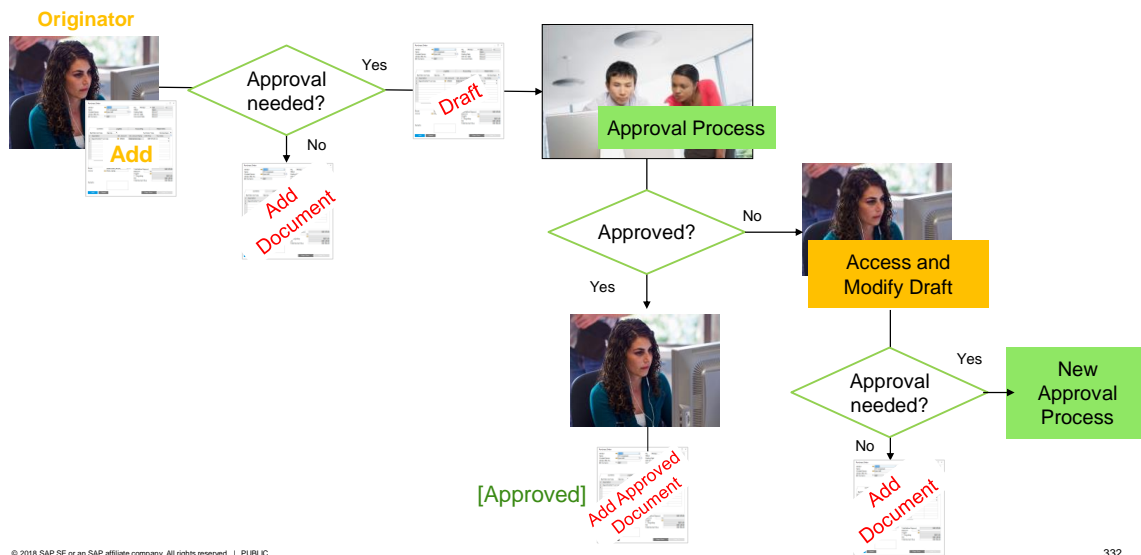 Originator
Add
Approval
needed?
Yes
No
Add
Document
Draft
Approval Process
Approved?
No
Yes
Access and
Modify Draft
Approval
needed?
Yes
New
Approval
Process
No
Add
Document
[Approved]
Add Approved
Document
© 2018 SAP SE or an SAP affiliate company. All rights reserved. | PUBLIC
332